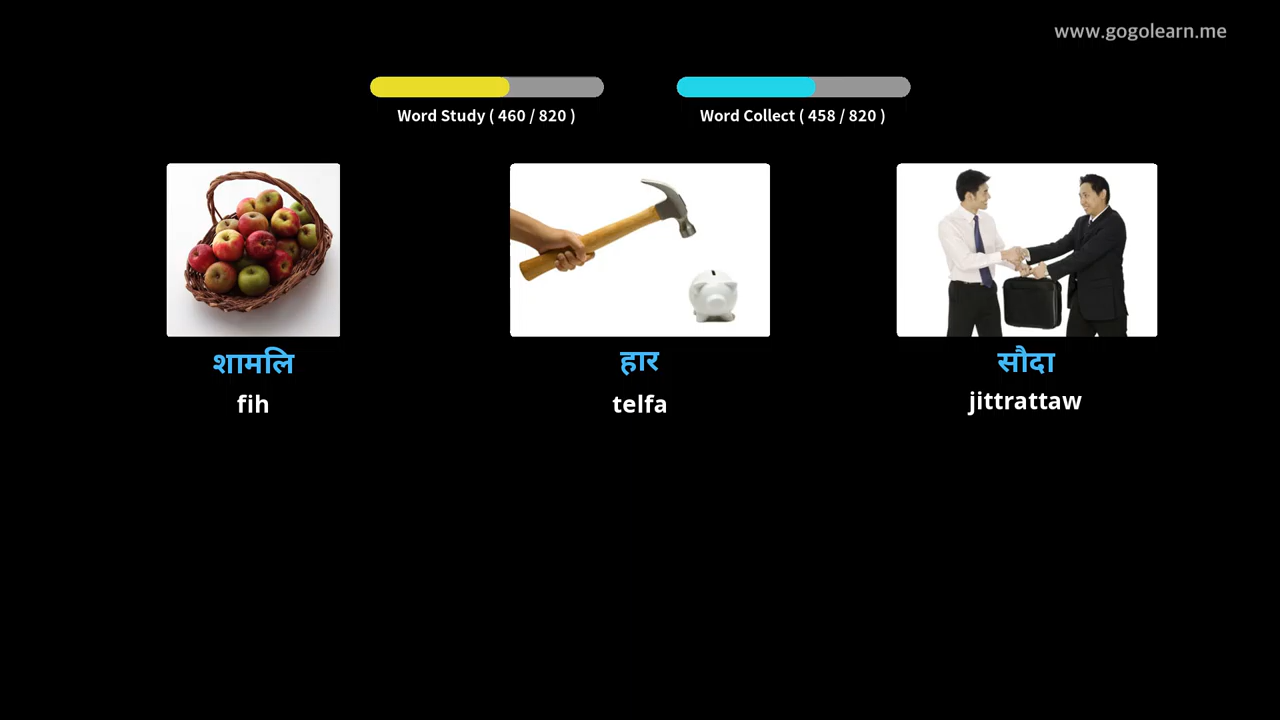 www.gogolearn.me
Word Study ( 460 / 820 )
Word Collect ( 458 / 820 )
शामलि
fih
हार
telfa
सौदा
jittrattaw